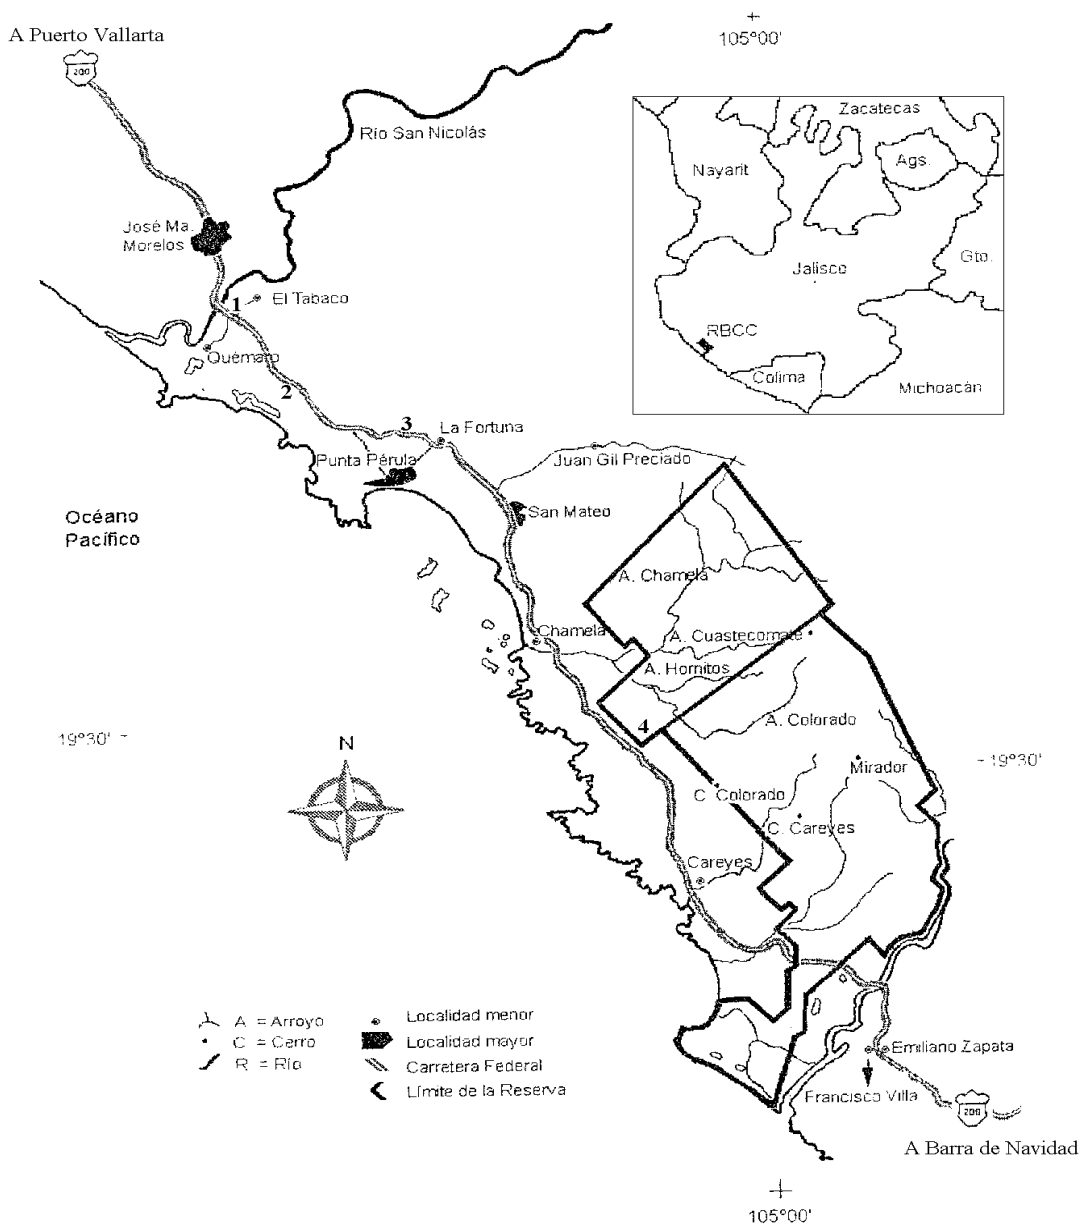 A Puerto Vallarta
200
105°00'
Río San Nicolás
Zacatecas
Ags.
Nayarit
Gto.
Jalisco
RBCC
Colima
Michoacán
José Ma.
Morelos
1
El Tabaco
Quémaro
2
3
La Fortuna
Punta Pérula
Juan Gil Preciado
San Mateo
Océano
Pacífico
A. Chamela
Chamela
A. Cuastecomate
A. Hornitos
4
A. Colorado
19°30'
19°30'
N
Mirador
C. Colorado
C. Careyes
Careyes
A = Arroyo
C = Cerro
R = Río
Localidad menor
Localidad mayor
Carretera Federal
Límite de la Reserva
Emiliano Zapata
Francisco Villa
200
A Barra de Navidad
105°00'